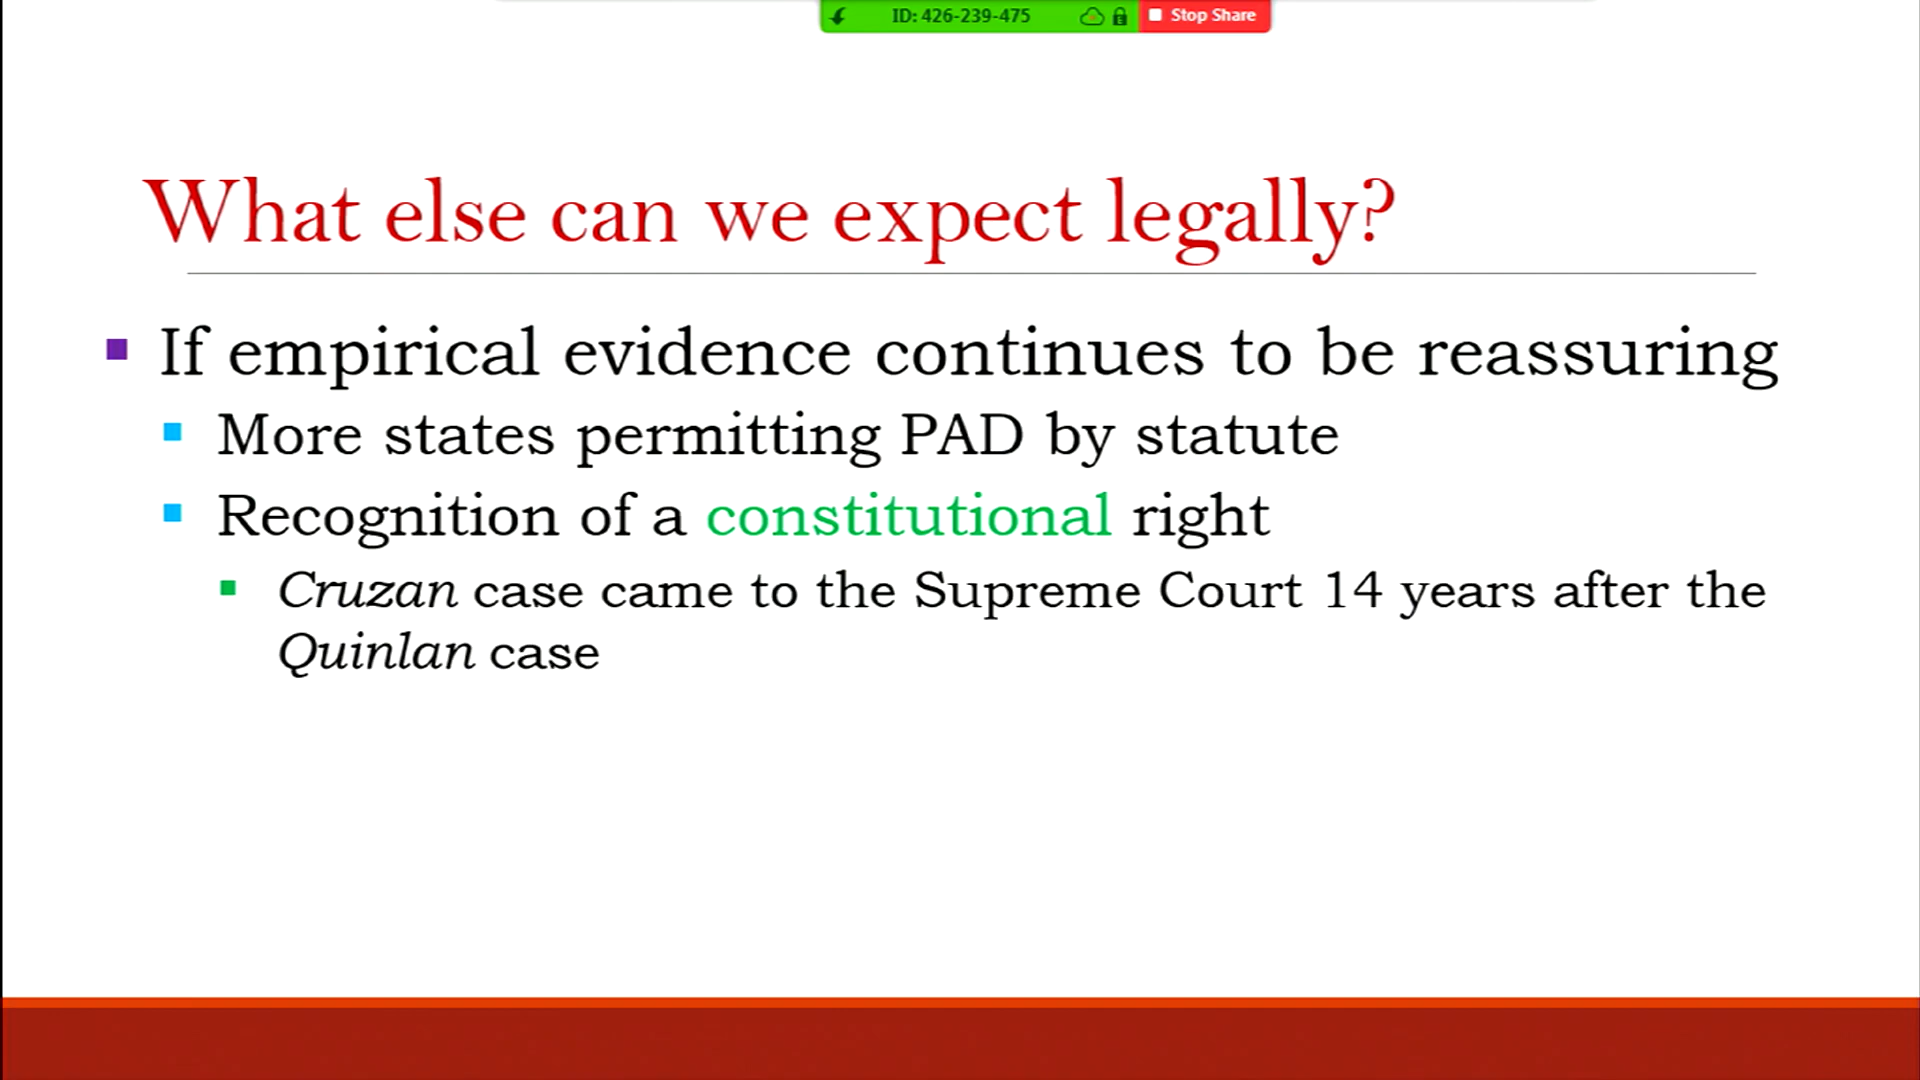 ID: 426-239-475 Stop Share
What else can we expect legally?
If empirical evidence continues to be reassuring
More states permitting PAD by statute
Recognition of a constitutional right
Cruzan case came to the Supreme Court 14 years after the
Quinlan case